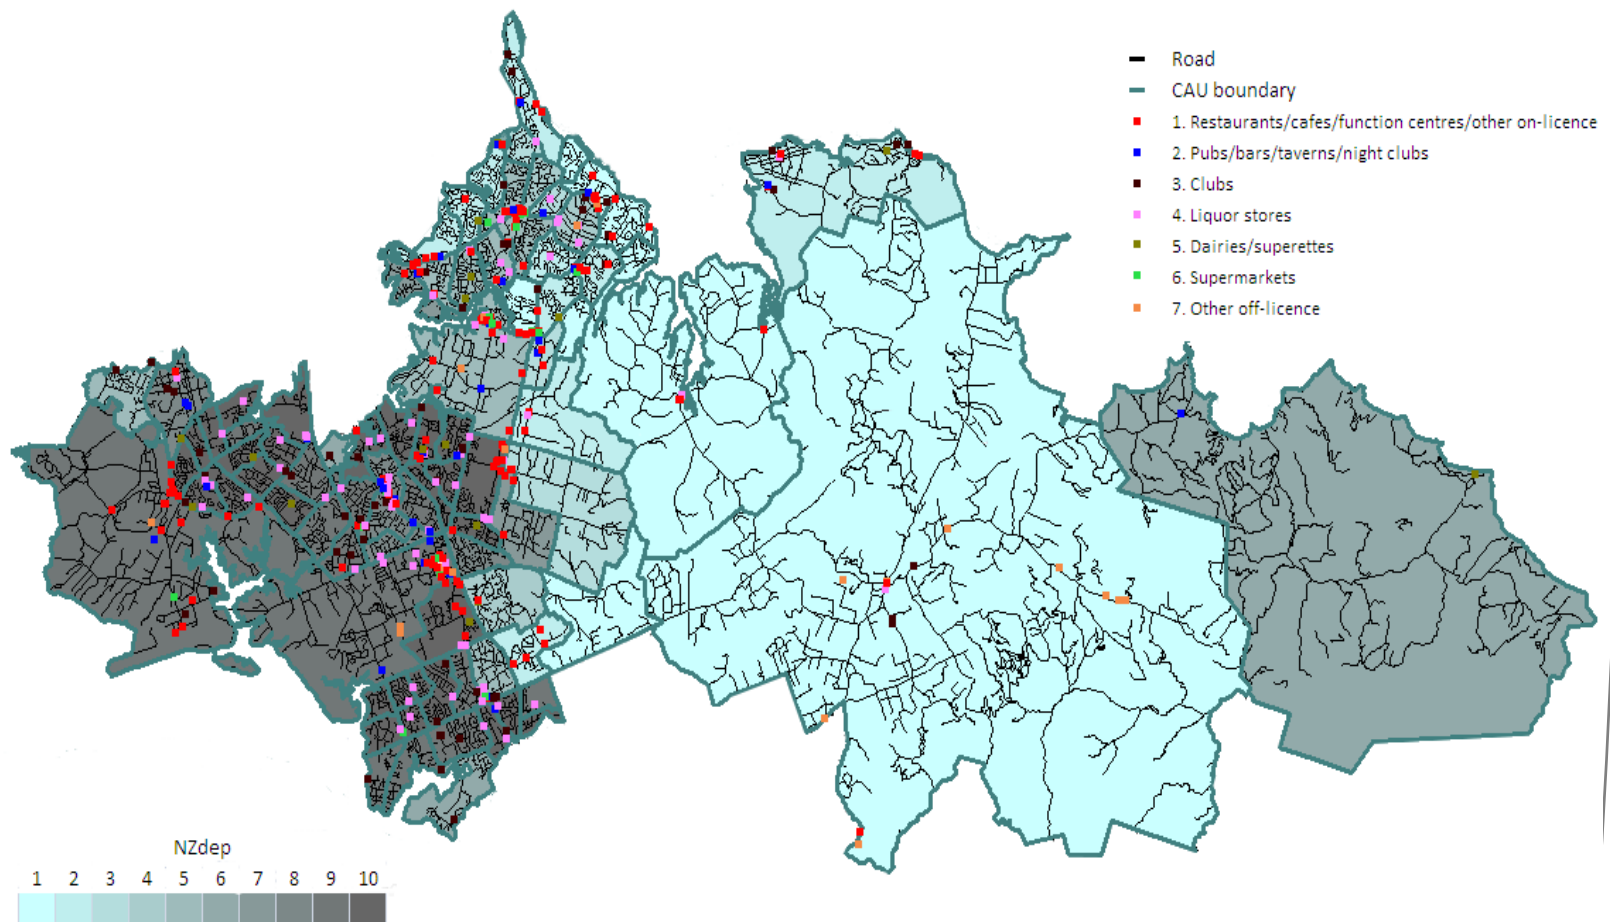 Road
CAU boundary
1. Restaurants/cafes/function centres/other on-licence
2. Pubs/bars/taverns/night clubs
3. Clubs
4. Liquor stores
5. Dairies/superettes
6. Supermarkets
7. Other off-licence
NZdep
1 2 3 4 5 6 7 8 9 10